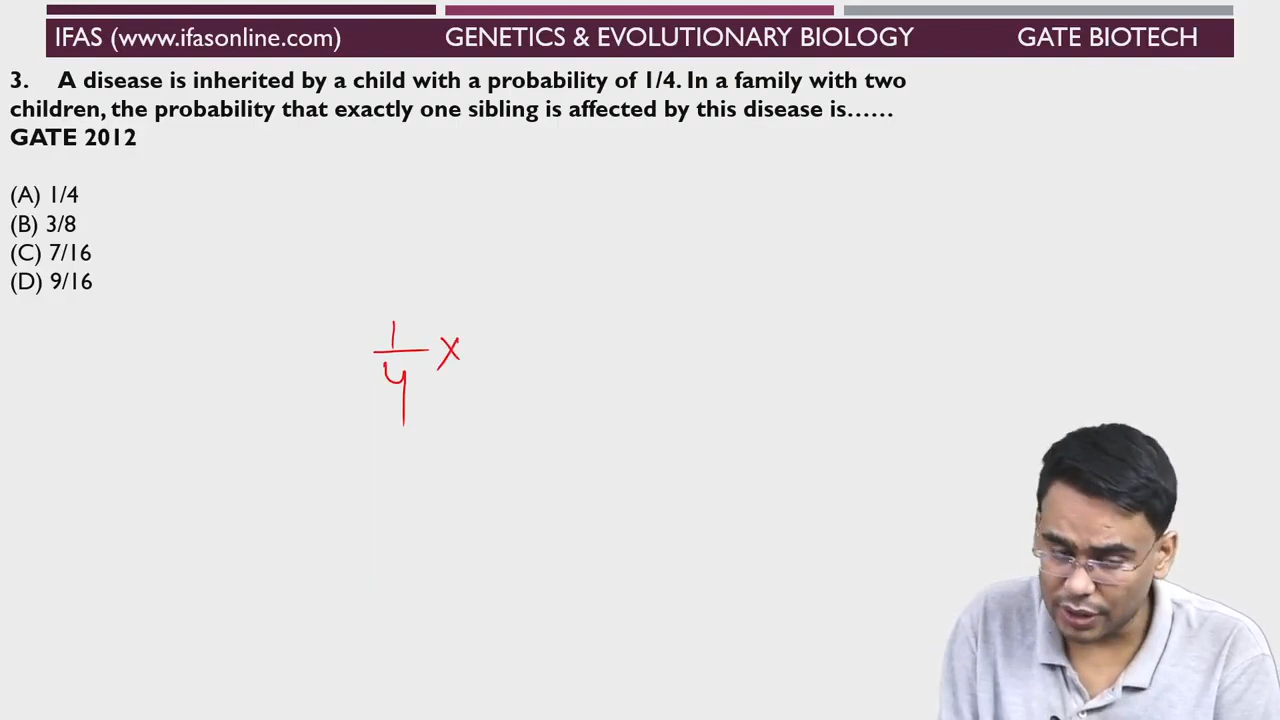 IFAS (www.ifasonline.com) GENETICS & EVOLUTIONARY BIOLOGY GATE BIOTECH
3. A disease is inherited by a child with a probability of 1/4. In a family with two
children, the probability that exactly one sibling is affected by this disease is......
GATE 2012
(A) 1/4
(B) 3/8
(C) 7/16
(D) 9/16
1/4 x